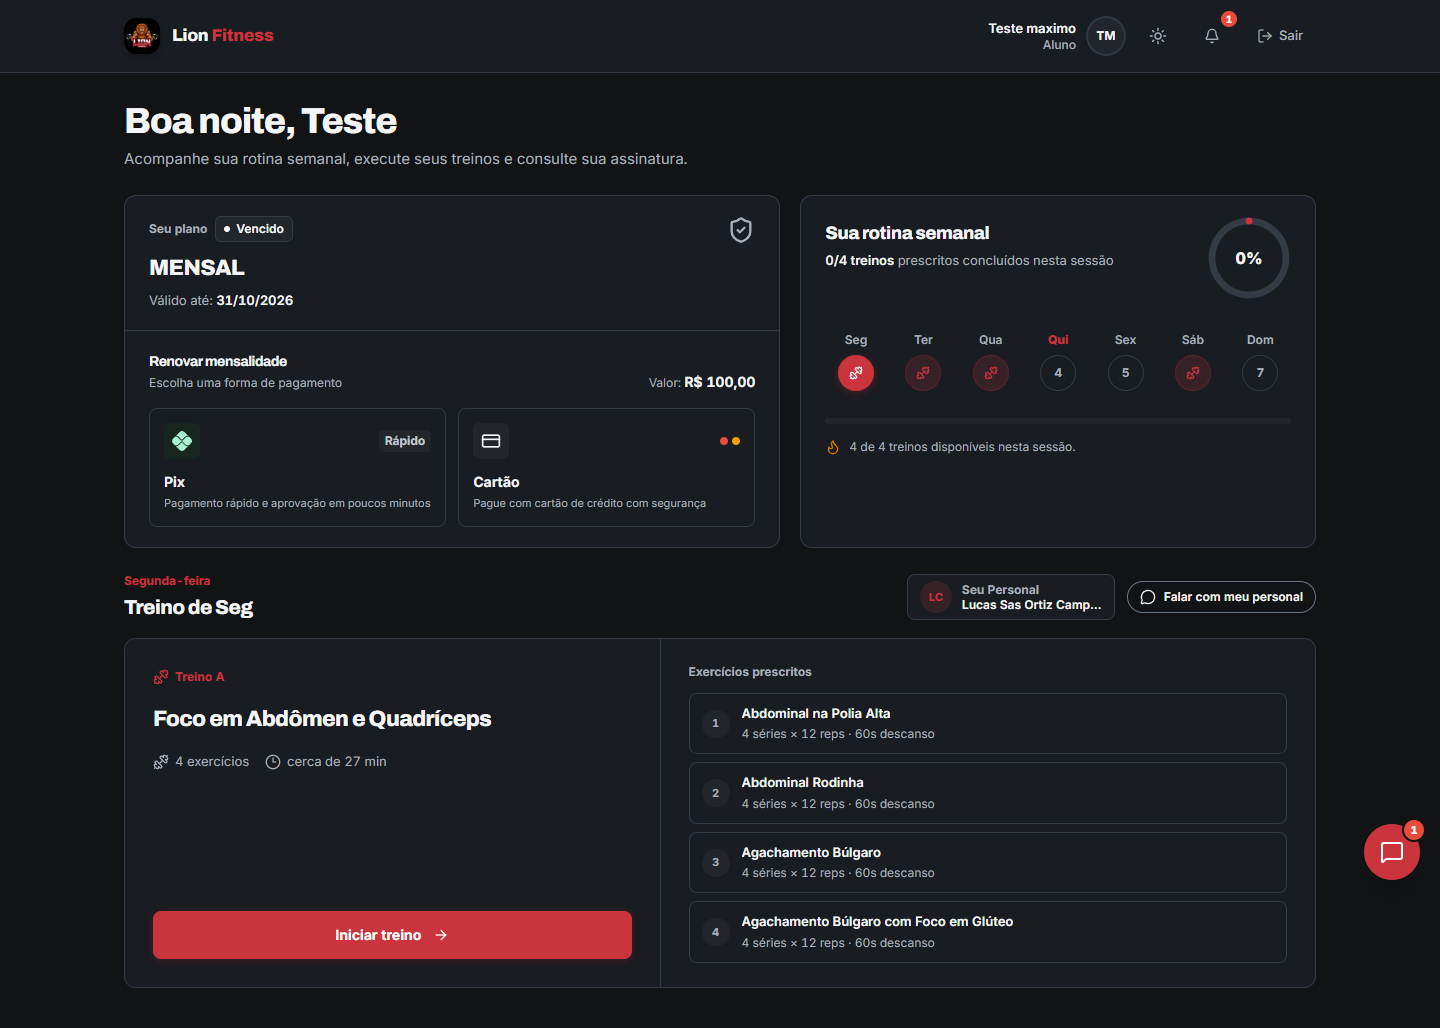 Lion Fitness
Teste maximo
Aluno
TM
1
Sair
Boa noite, Teste
Acompanhe sua rotina semanal, execute seus treinos e consulte sua assinatura.
Seu plano
Vencido
MENSAL
Válido até: 31/10/2026
Renovar mensalidade
Escolha uma forma de pagamento
Valor: R$ 100,00
Rápido
Pix
Pagamento rápido e aprovação em poucos minutos
Cartão
Pague com cartão de crédito com segurança
Sua rotina semanal
0/4 treinos prescritos concluídos nesta sessão
0%
Seg Ter Qua Qui Sex Sáb Dom
4 5 7
4 de 4 treinos disponíveis nesta sessão.
Segunda-feira
Treino de Seg
LC
Seu Personal
Lucas Sas Ortiz Camp...
Falar com meu personal
Treino A
Foco em Abdômen e Quadríceps
4 exercícios
cerca de 27 min
Iniciar treino
Exercícios prescritos
1
Abdominal na Polia Alta
4 séries × 12 reps · 60s descanso
2
Abdominal Rodinha
4 séries × 12 reps · 60s descanso
3
Agachamento Búlgaro
4 séries × 12 reps · 60s descanso
4
Agachamento Búlgaro com Foco em Glúteo
4 séries × 12 reps · 60s descanso
1